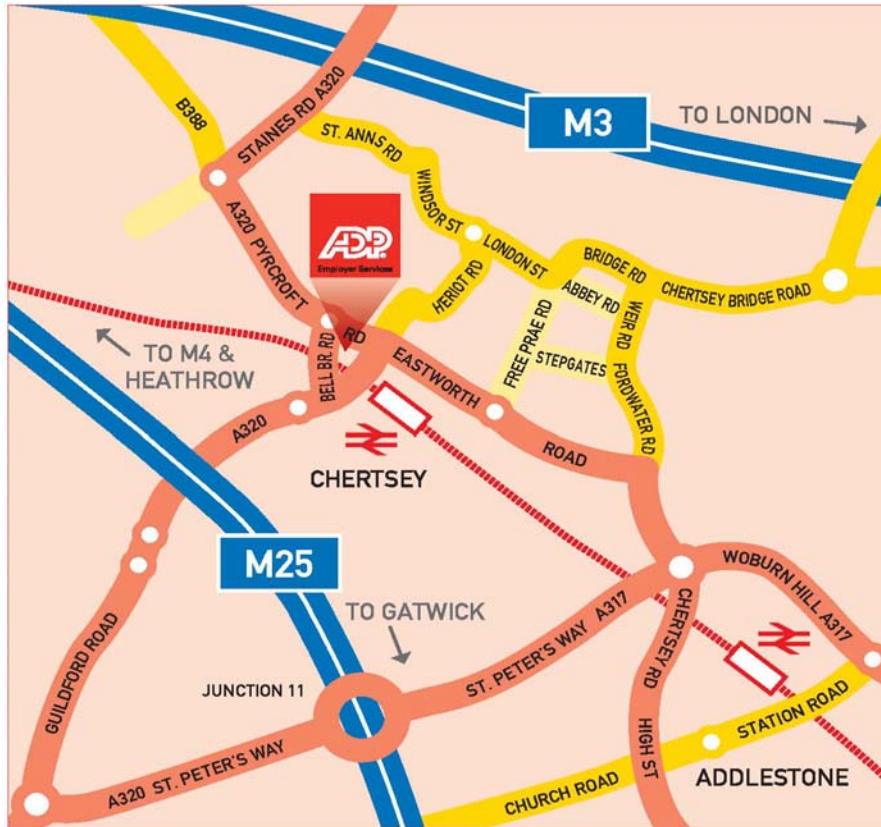 B388
STAINES RD A320
M3
TO LONDON
ST. ANNS RD
WINDSOR ST
A320 PYRCROFT
RD
ADP
Employer Services
HERIOT RD
LONDON ST
BRIDGE RD
ABBEY RD
CHERTSEY BRIDGE ROAD
WEIR RD
FREE PRAE RD
STEPGATES
FORDWATER RD
TO M4 &
HEATHROW
BELL BR. RD
EASTWORTH
ROAD
A320
CHERTSEY
M25
TO GATWICK
WOBURN HILL A317
CHERTSEY RD
ST. PETER'S WAY A317
GUILDFORD ROAD
JUNCTION 11
A320 ST. PETER'S WAY
HIGH ST
STATION ROAD
ADDLESTONE
CHURCH ROAD